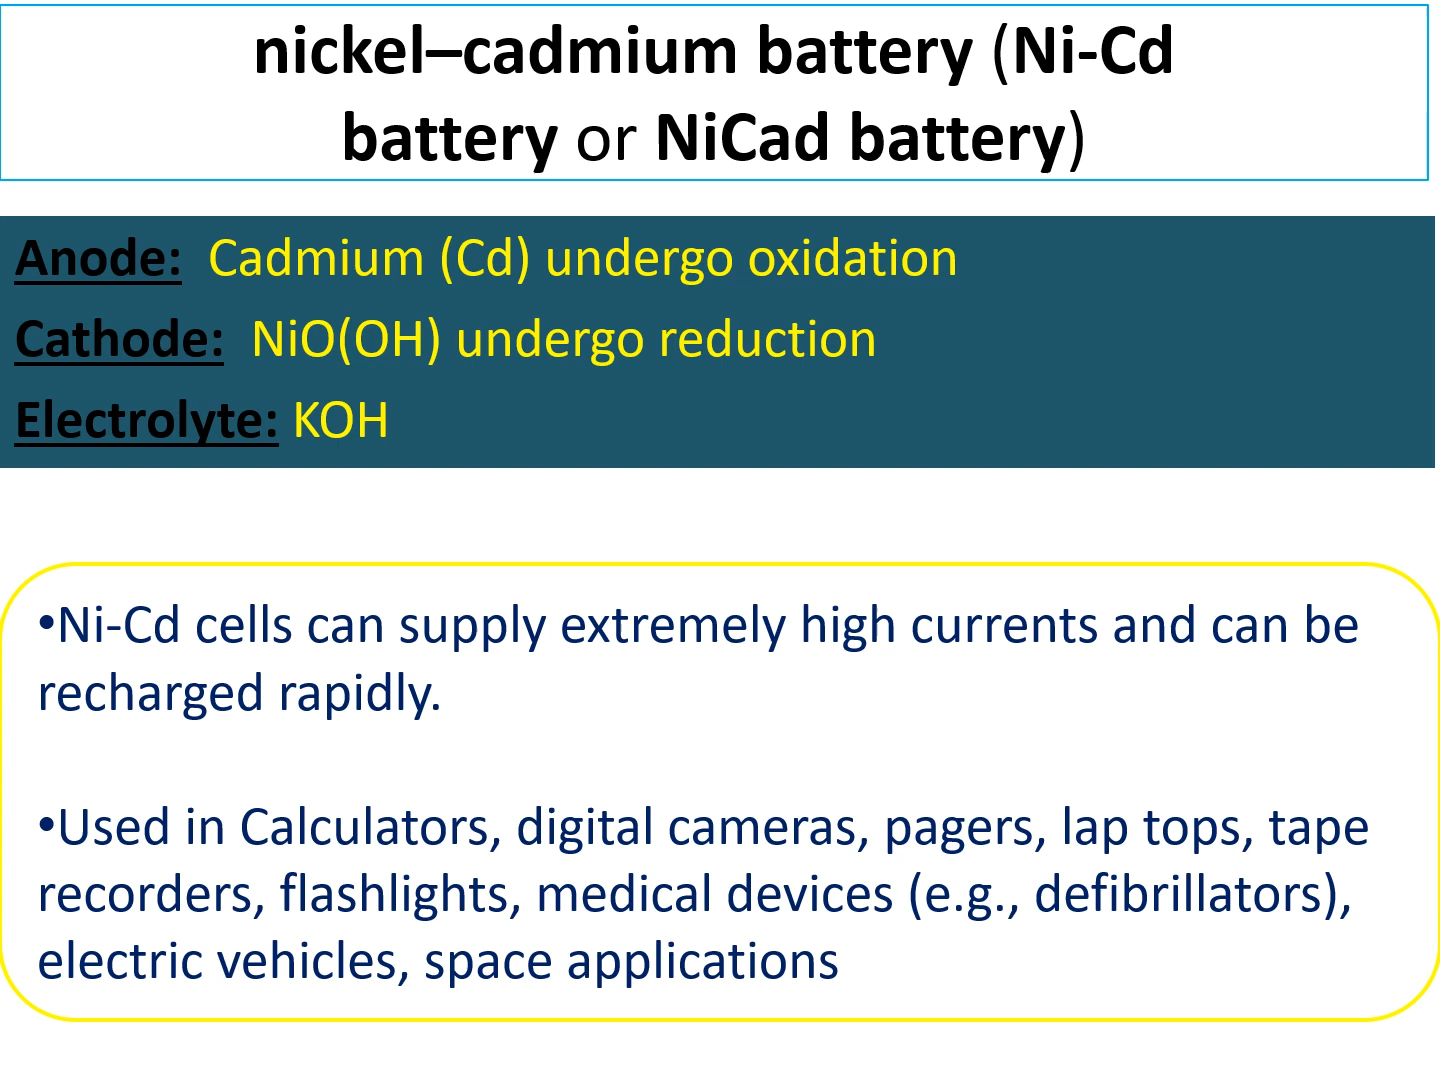 nickel–cadmium battery (Ni-Cd
battery or NiCad battery)
Anode: Cadmium (Cd) undergo oxidation
Cathode: NiO(OH) undergo reduction
Electrolyte: KOH
•Ni-Cd cells can supply extremely high currents and can be
recharged rapidly.
•Used in Calculators, digital cameras, pagers, lap tops, tape
recorders, flashlights, medical devices (e.g., defibrillators),
electric vehicles, space applications